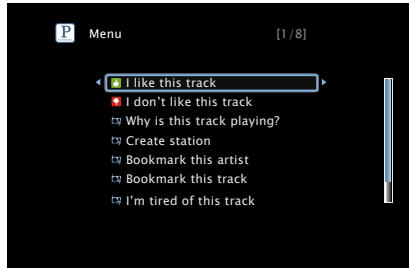 P
Menu [1/8]
I like this track
I don't like this track
Why is this track playing?
Create station
Bookmark this artist
Bookmark this track
I'm tired of this track